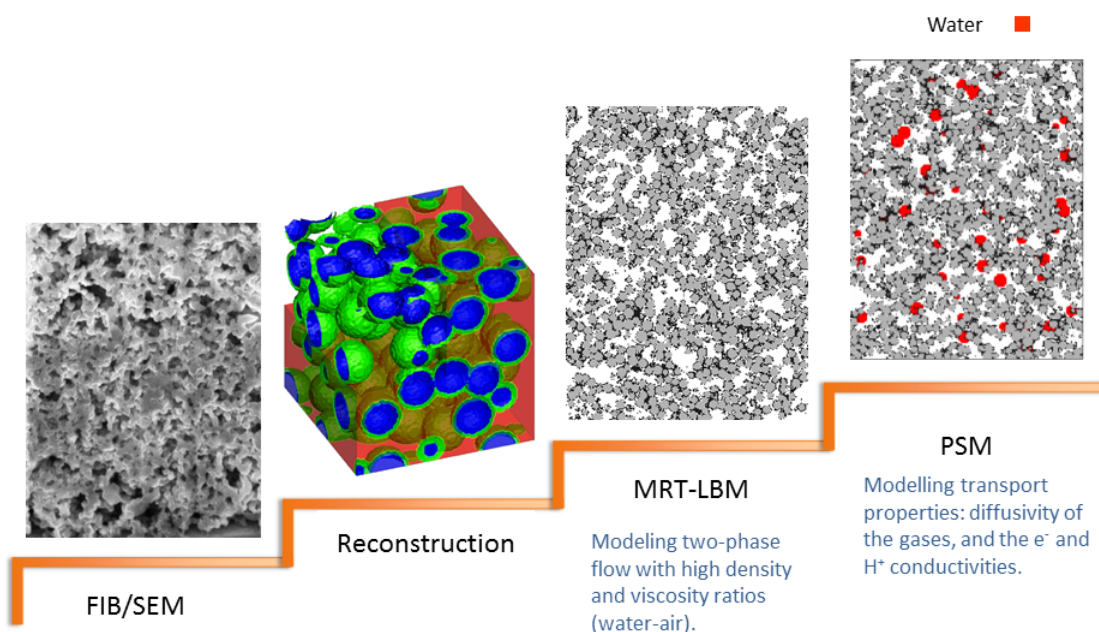 Water
FIB/SEM
Reconstruction
MRT-LBM
Modeling two-phase
flow with high density
and viscosity ratios
(water-air).
PSM
Modelling transport
properties: diffusivity of
the gases, and the e⁻ and
H⁺ conductivities.